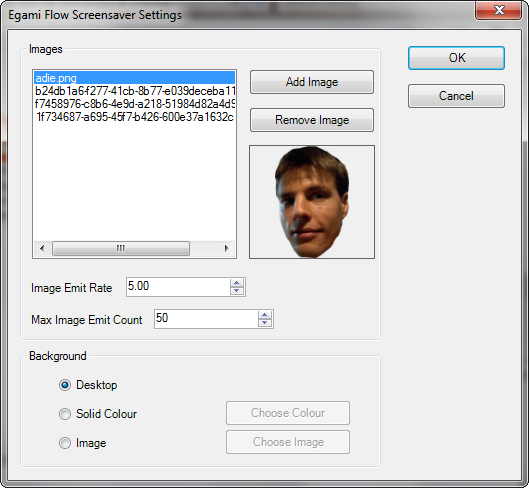 Egami Flow Screensaver Settings
Images
adie.png
b24db1a6-f277-41cb-8b77-e039deceba11
f7458976-c8b6-4e9d-a218-51984d82a4d9
1f734687-a695-45f7-b426-600e37a1632c
Add Image
Remove Image
OK
Cancel
Image Emit Rate 5.00
Max Image Emit Count 50
Background
Desktop
Solid Colour Choose Colour
Image Choose Image